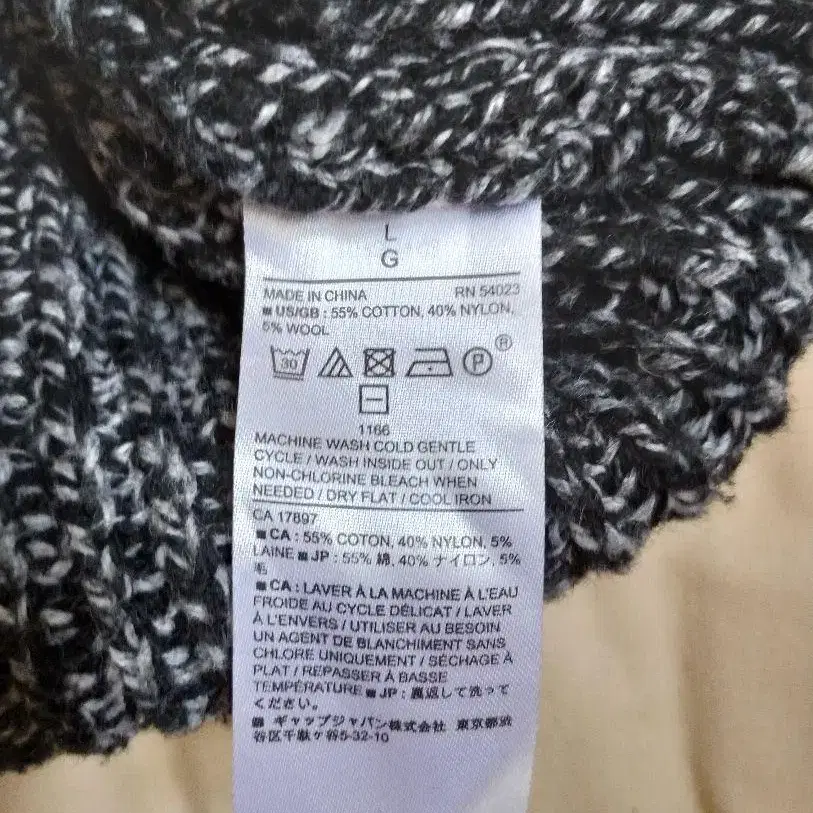 L
G
MADE IN CHINA RN 54023
■ US/GB : 55% COTTON, 40% NYLON,
5% WOOL
30 P ®
1166
MACHINE WASH COLD GENTLE
CYCLE / WASH INSIDE OUT / ONLY
NON-CHLORINE BLEACH WHEN
NEEDED / DRY FLAT / COOL IRON
CA 17897
■ CA : 55% COTON, 40% NYLON, 5%
LAINE ■ JP : 55% 綿, 40% ナイロン, 5%
毛
■ CA : LAVER À LA MACHINE À L'EAU
FROIDE AU CYCLE DÉLICAT / LAVER
À L'ENVERS / UTILISER AU BESOIN
UN AGENT DE BLANCHIMENT SANS
CHLORE UNIQUEMENT / SÉCHAGE À
PLAT / REPASSER À BASSE
TEMPÉRATURE ■ JP : 裏返して洗って
ください。
■ ギャップジャパン株式会社 東京都渋
谷区千駄ヶ谷5-32-10